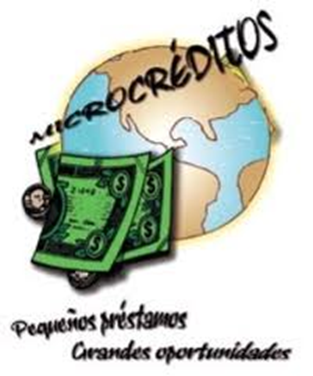 MICROCRÉDITOS
Pequeños préstamos
Grandes oportunidades